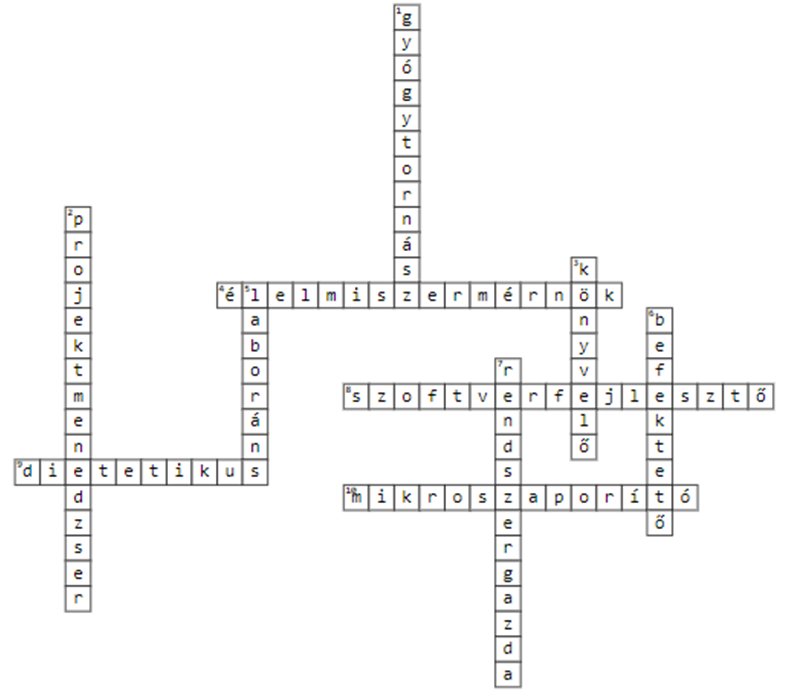 1 gyógytornász
2 projektmenedzser
3 könyvelő
4 élelmiszermérnök
5 laboráns
6 befektető
7 rendszergazda
8 szoftverfejlesztő
9 dietetikus
10 mikroszaporító